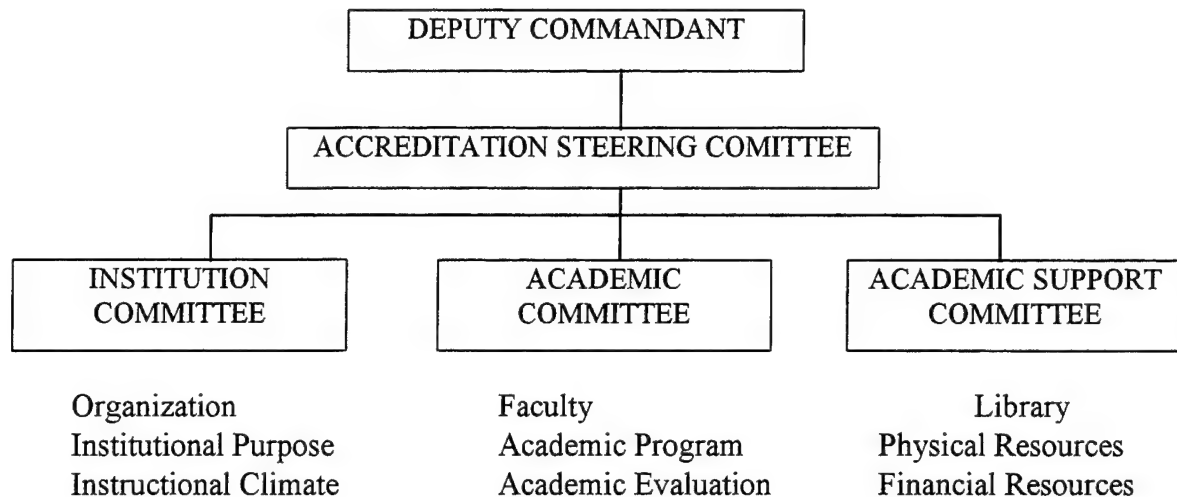 DEPUTY COMMANDANT
ACCREDITATION STEERING COMITTEE
INSTITUTION
COMMITTEE
ACADEMIC
COMMITTEE
ACADEMIC SUPPORT
COMMITTEE
Organization
Institutional Purpose
Instructional Climate
Faculty
Academic Program
Academic Evaluation
Library
Physical Resources
Financial Resources